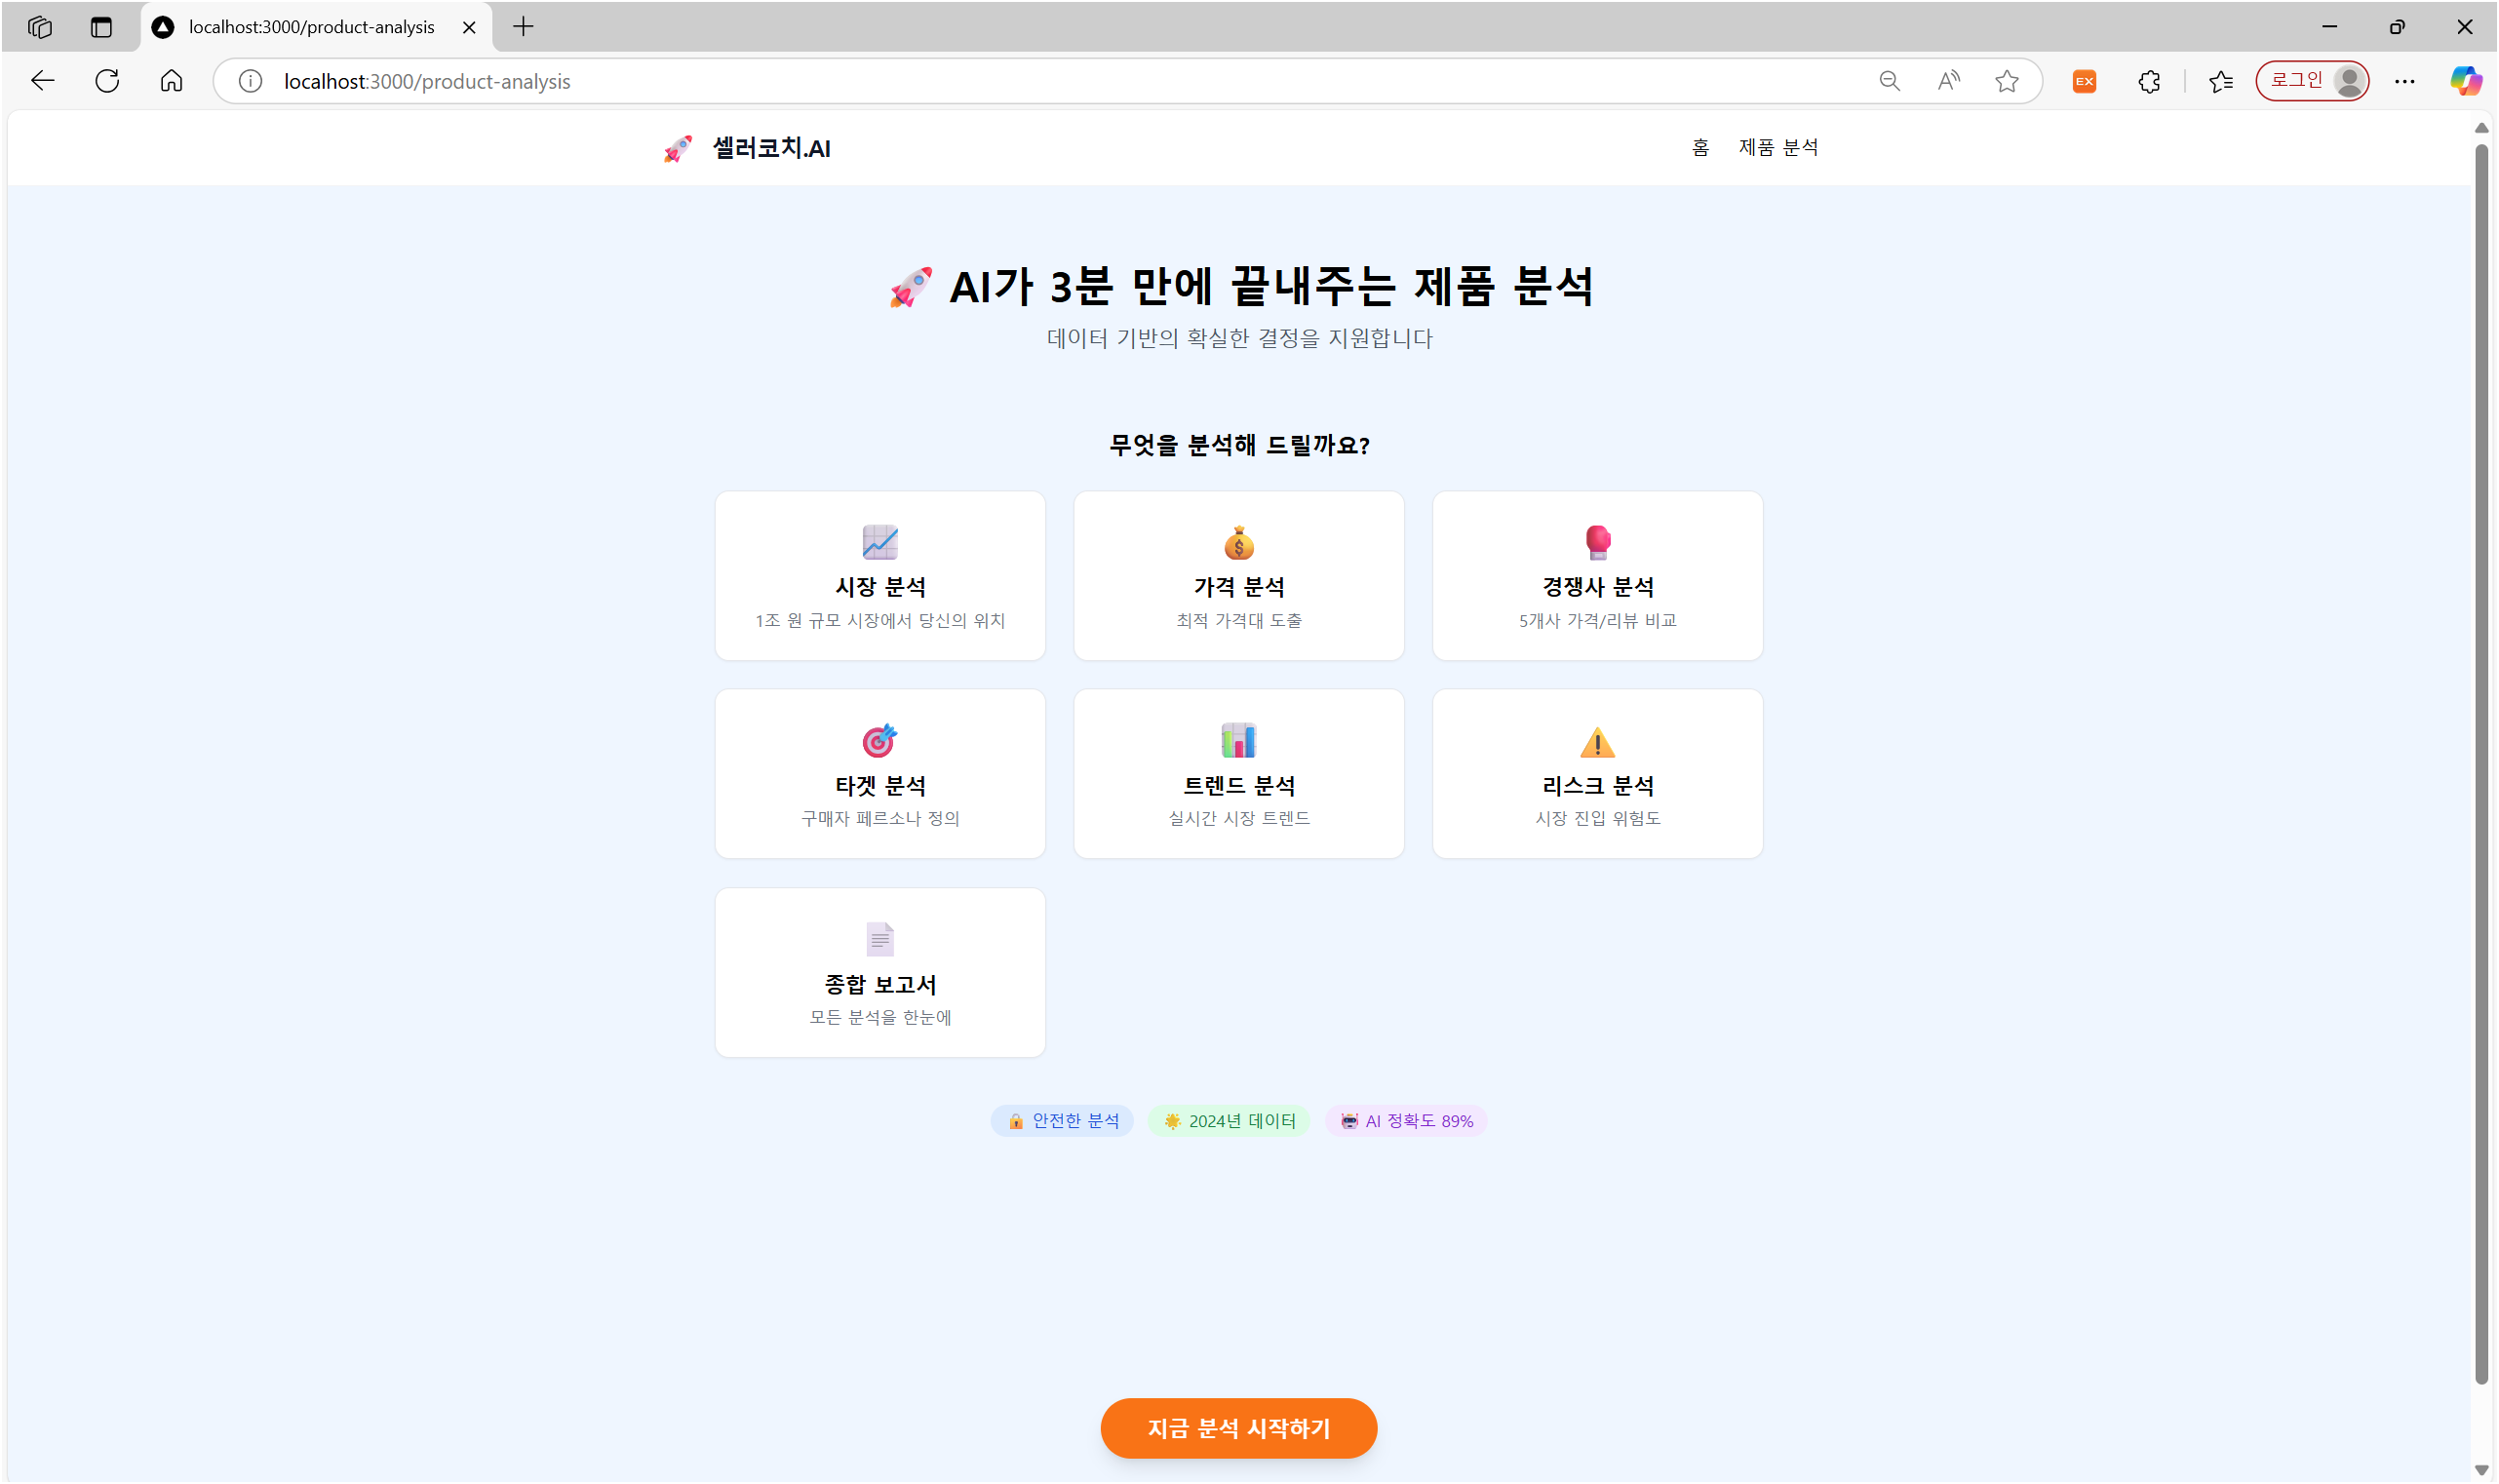 localhost:3000/product-analysis
localhost:3000/product-analysis
EX
로그인
셀러코치.AI
홈 제품 분석
AI가 3분 만에 끝내주는 제품 분석
데이터 기반의 확실한 결정을 지원합니다
무엇을 분석해 드릴까요?
시장 분석
1조 원 규모 시장에서 당신의 위치
가격 분석
최적 가격대 도출
경쟁사 분석
5개사 가격/리뷰 비교
타겟 분석
구매자 페르소나 정의
트렌드 분석
실시간 시장 트렌드
리스크 분석
시장 진입 위험도
종합 보고서
모든 분석을 한눈에
안전한 분석
2024년 데이터
AI 정확도 89%
지금 분석 시작하기